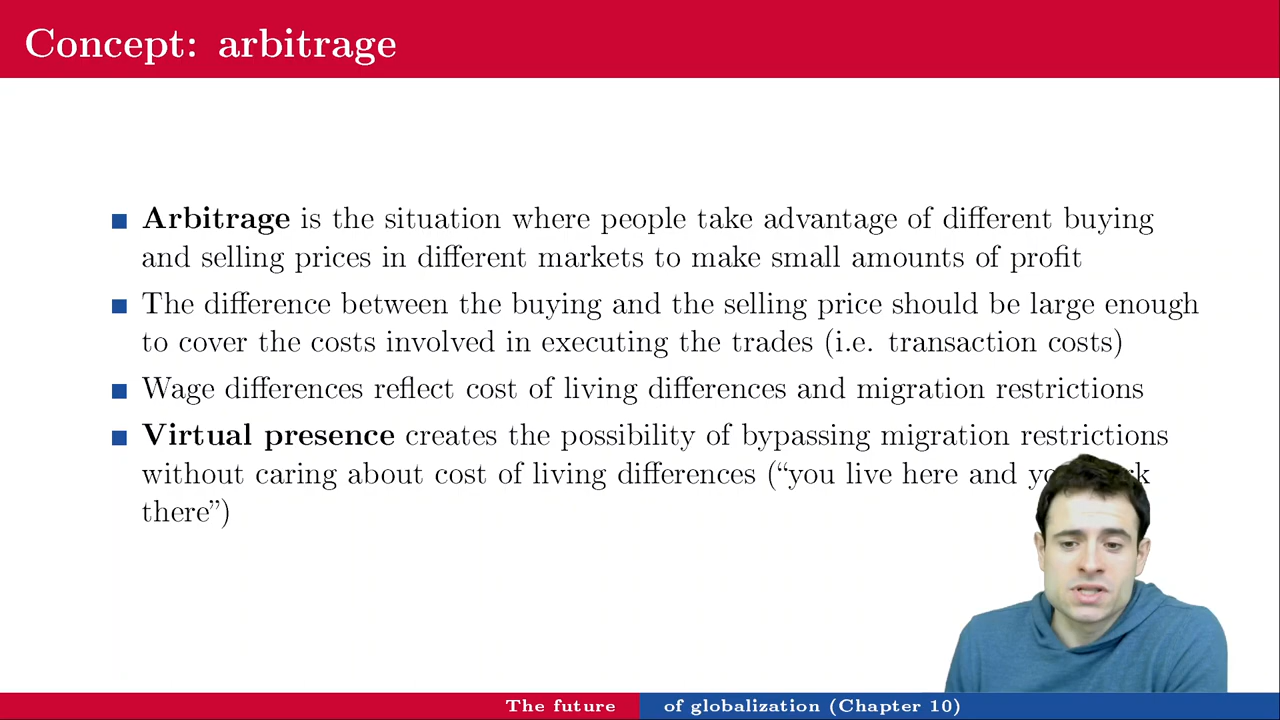 Concept: arbitrage
Arbitrage is the situation where people take advantage of different buying
and selling prices in different markets to make small amounts of profit
The difference between the buying and the selling price should be large enough
to cover the costs involved in executing the trades (i.e. transaction costs)
Wage differences reflect cost of living differences and migration restrictions
Virtual presence creates the possibility of bypassing migration restrictions
without caring about cost of living differences (“you live here and
there”)
The future of globalization (Chapter 10)